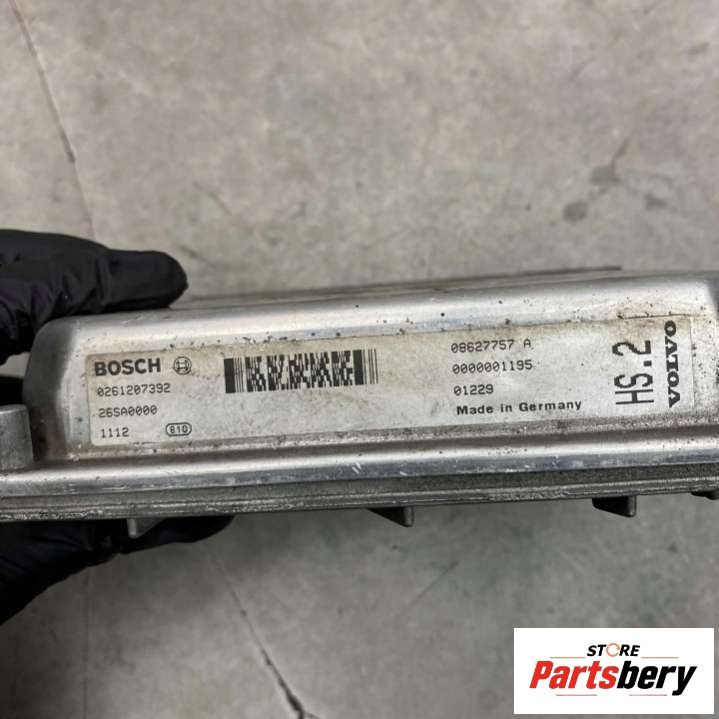 BOSCH
0261207392
26SA0000
1112 810
08627757 A
0000001195
01229
Made in Germany
HS.2
VOLVO
STORE
Partsbery